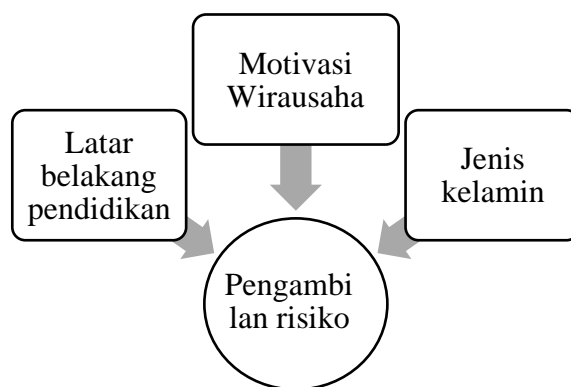 Motivasi
Wirausaha
Latar
belakang
pendidikan
Jenis
kelamin
Pengambi
lan risiko